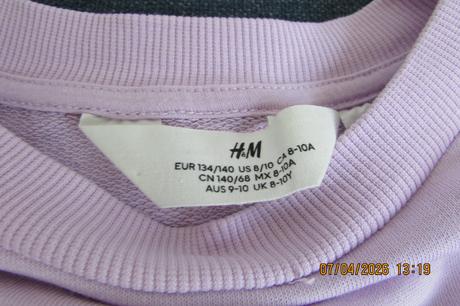 H&M
EUR 134/140 US 8/10 CA 8-10A
CN 140/68 MX 8-10A
AUS 9-10 UK 8-10Y
07/04/2026 13:19